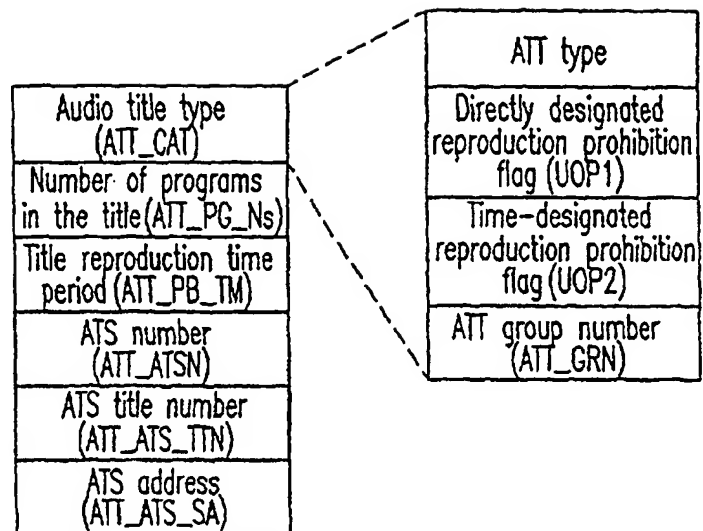 Audio title type
(ATT_CAT)
Number of programs
in the title(ATT_PG_Ns)
Title reproduction time
period(ATT_PB_TM)
ATS number
(ATT_ATSN)
ATS title number
(ATT_ATS_TTN)
ATS address
(ATT_ATS_SA)
ATT type
Directly designated
reproduction prohibition
flag(UOP1)
Time-designated
reproduction prohibition
flag(UOP2)
ATT group number
(ATT_GRN)